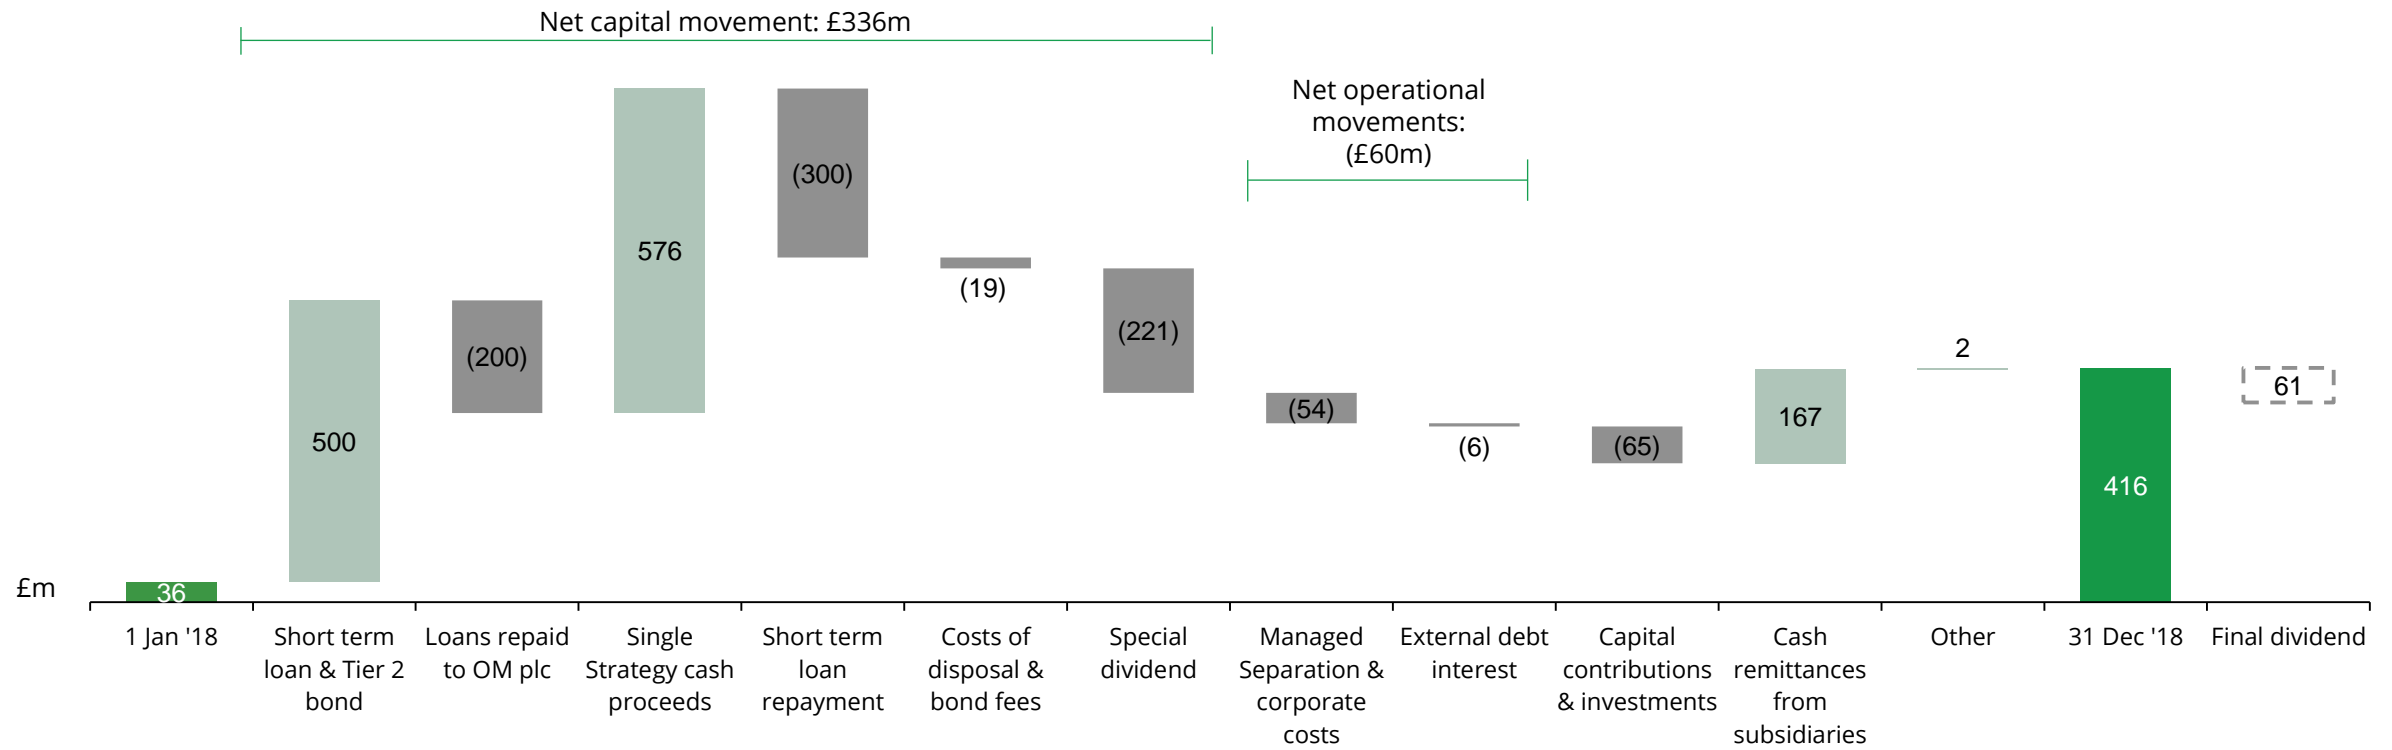 Net capital movement: £336m
Net operational
movements:
(£60m)
576
(300)
(200)
500
(19)
(221)
(54)
(6)
(65)
167
2
416
61
36
£m
1 Jan '18
Short term
loan & Tier 2
bond
Loans repaid
to OM plc
Single
Strategy cash
proceeds
Short term
loan
repayment
Costs of
disposal &
bond fees
Special
dividend
Managed
Separation &
corporate
costs
External debt
interest
Capital
contributions
& investments
Cash
remittances
from
subsidiaries
Other
31 Dec '18
Final dividend